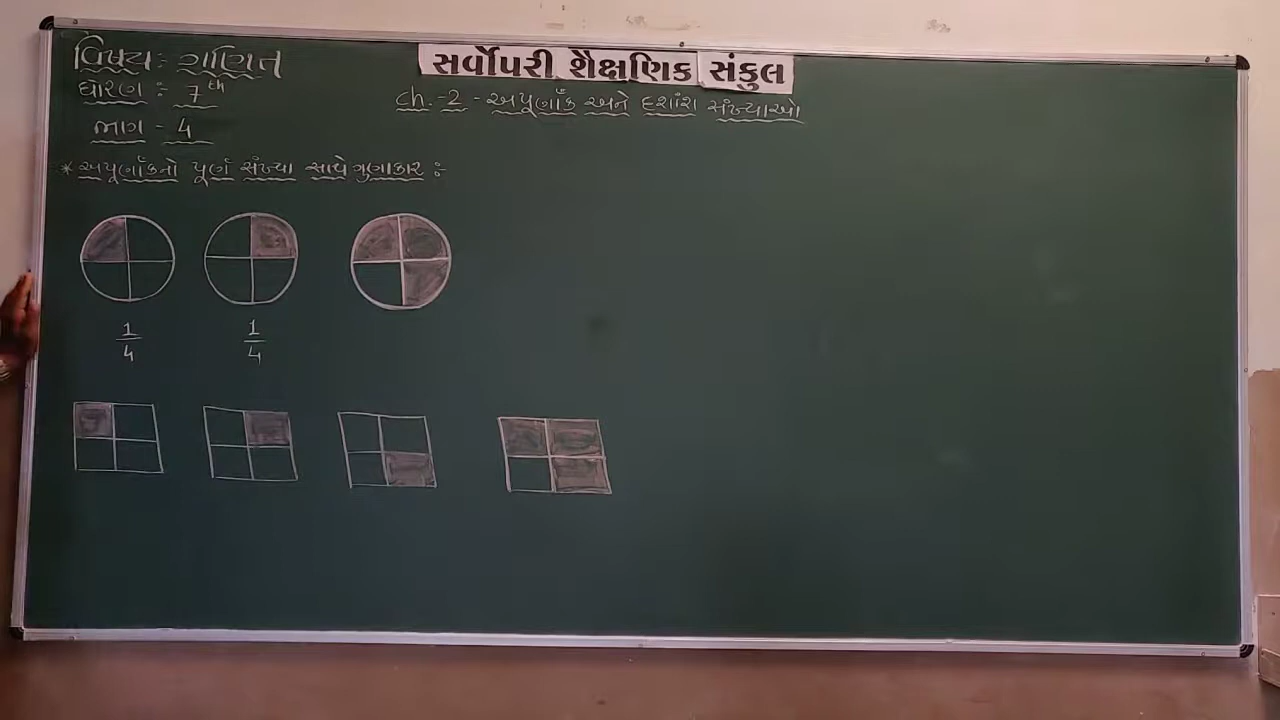 સર્વોપરી શૈક્ષણિક સંકુલ
વિષય : ગણિત
ધોરણ : 7th
ભાગ - 4
ch.-2 - અપૂર્ણાંક અને દશાંશ સંખ્યાઓ
* અપૂર્ણાંકનો પૂર્ણ સંખ્યા સાથે ગુણાકાર :
1/4 1/4